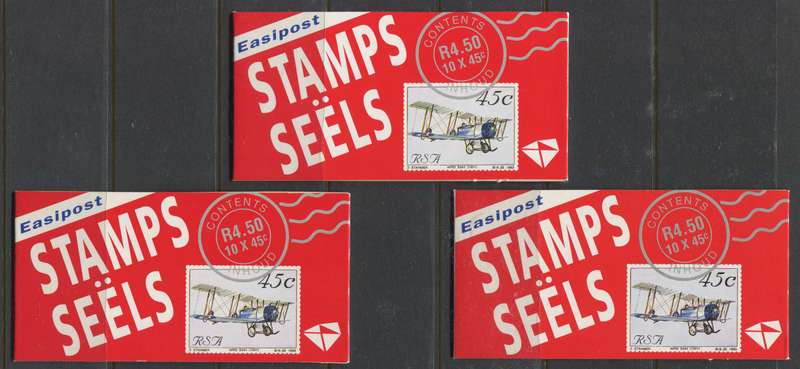 Easipost
STAMPS
SEËLS
CONTENTS
R4.50
10 X 45c
INHOUD
45c
RSA
Easipost
STAMPS
SEËLS
CONTENTS
R4.50
10 X 45c
INHOUD
45c
RSA
Easipost
STAMPS
SEËLS
CONTENTS
R4.50
10 X 45c
INHOUD
45c
RSA